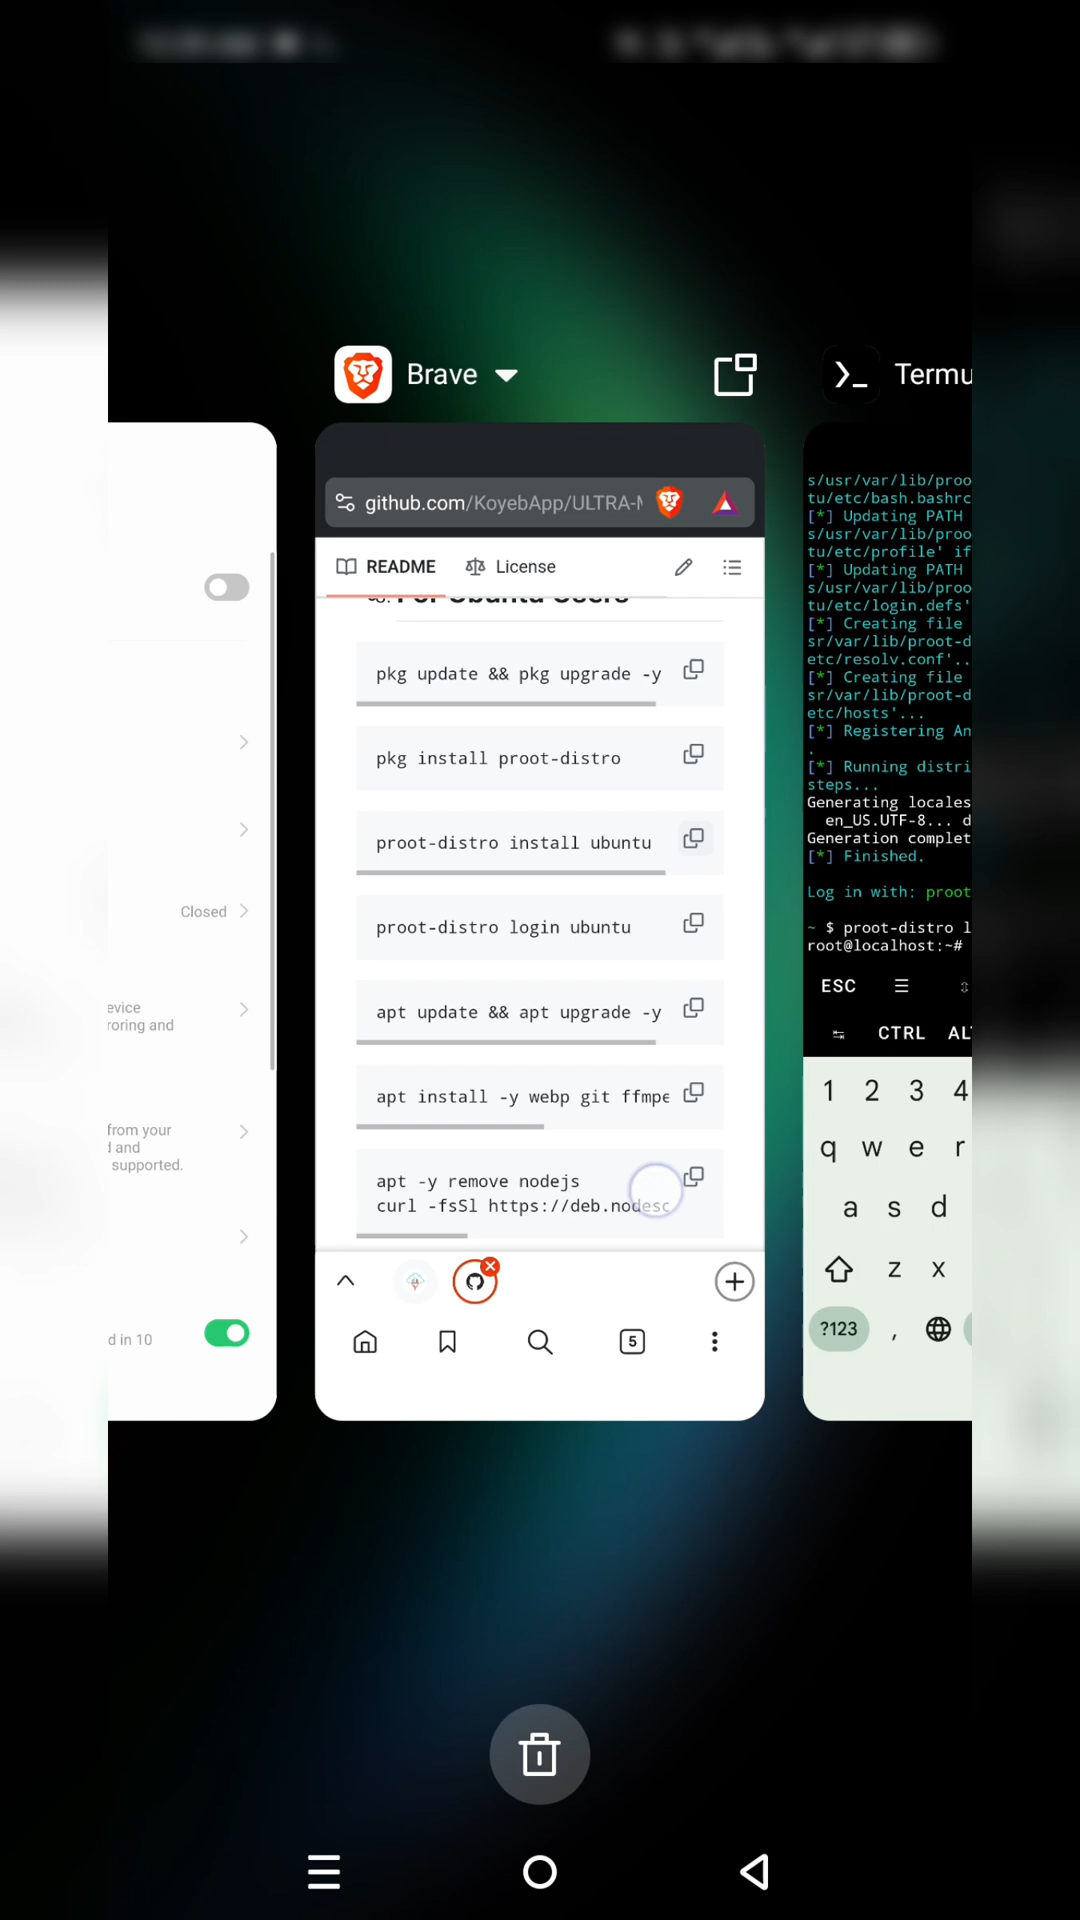 Brave
Termu
github.com/KoyebApp/ULTRA-M
README
License
For Ubuntu Users
pkg update && pkg upgrade -y
pkg install proot-distro
proot-distro install ubuntu
proot-distro login ubuntu
apt update && apt upgrade -y
apt install -y webp git ffmpe
apt -y remove nodejs
curl -fsSl https://deb.nodesc
5
Closed
evice
roring and
from your
d and
supported.
d in 10
s/usr/var/lib/proo
tu/etc/bash.bashrc
[*] Updating PATH
s/usr/var/lib/proo
tu/etc/profile' if
[*] Updating PATH
s/usr/var/lib/proo
tu/etc/login.defs'
[*] Creating file
sr/var/lib/proot-d
etc/resolv.conf'..
[*] Creating file
sr/var/lib/proot-d
etc/hosts'...
[*] Registering An
.
[*] Running distri
steps...
Generating locales
en_US.UTF-8... d
Generation complet
[*] Finished.
Log in with: proot
~ $ proot-distro l
root@localhost:~#
ESC
CTRL AL
1 2 3 4
q w e r
a s d
z x
?123 ,